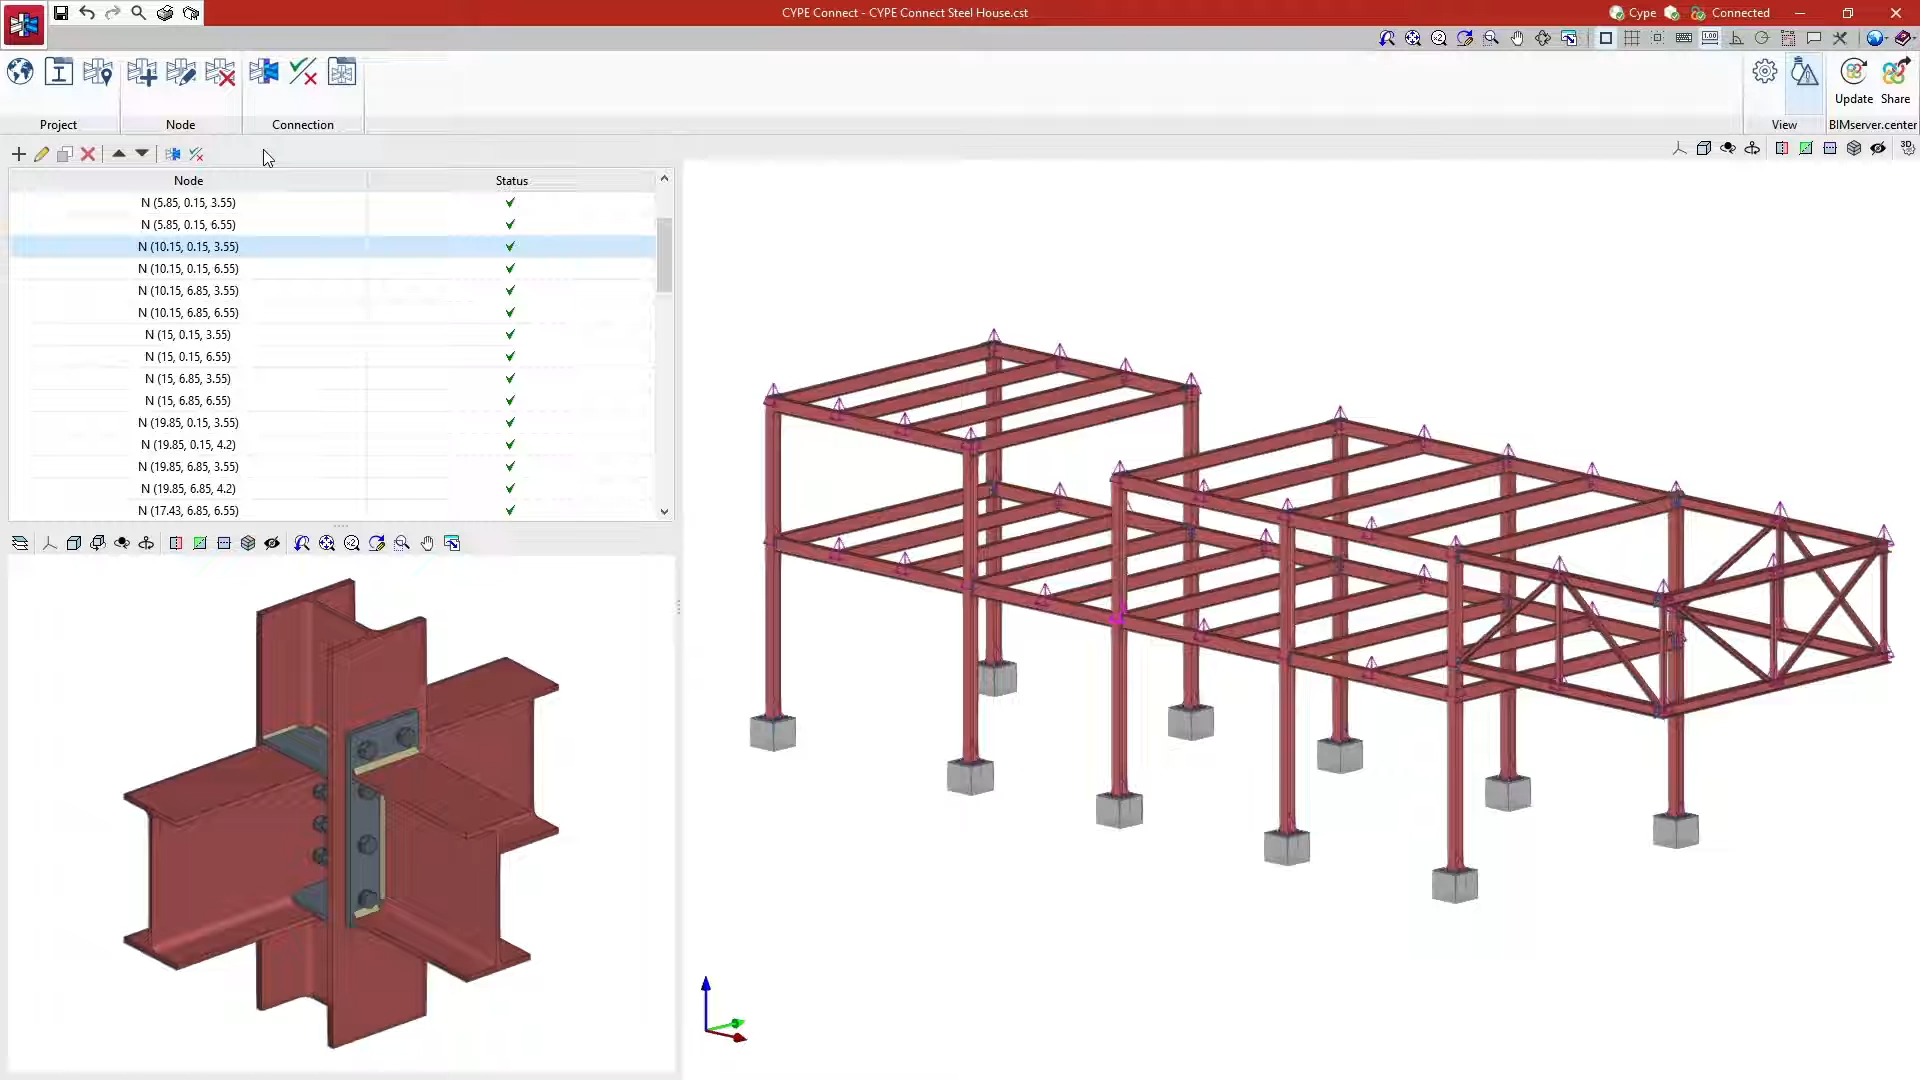 CYPE Connect - CYPE Connect Steel House.cst
Cype
Connected
Update
Share
Project
Node
Connection
View
BIMserver.center
Node
Status
N (5.85, 0.15, 3.55)
N (5.85, 0.15, 6.55)
N (10.15, 0.15, 3.55)
N (10.15, 0.15, 6.55)
N (10.15, 6.85, 3.55)
N (10.15, 6.85, 6.55)
N (15, 0.15, 3.55)
N (15, 0.15, 6.55)
N (15, 6.85, 3.55)
N (15, 6.85, 6.55)
N (19.85, 0.15, 3.55)
N (19.85, 0.15, 4.2)
N (19.85, 6.85, 3.55)
N (19.85, 6.85, 4.2)
N (17.43, 6.85, 6.55)